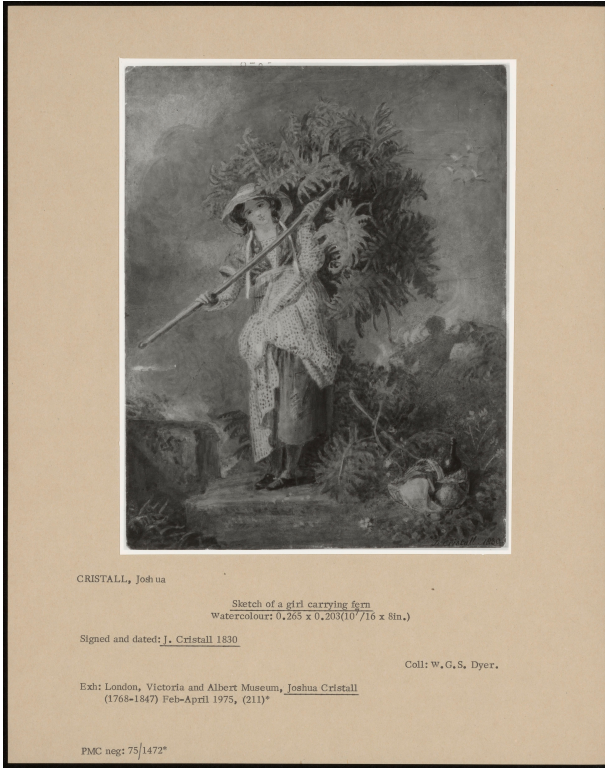 CRISTALL, Joshua
Sketch of a girl carrying fern
Watercolour: 0.265 x 0.203(10 /16 x 8in.)
Signed and dated: J. Cristall 1830
Coll: W.G.S. Dyer.
Exh: London, Victoria and Albert Museum, Joshua Cristall
(1768-1847) Feb-April 1975, (211)*
PMC neg: 75/1472*